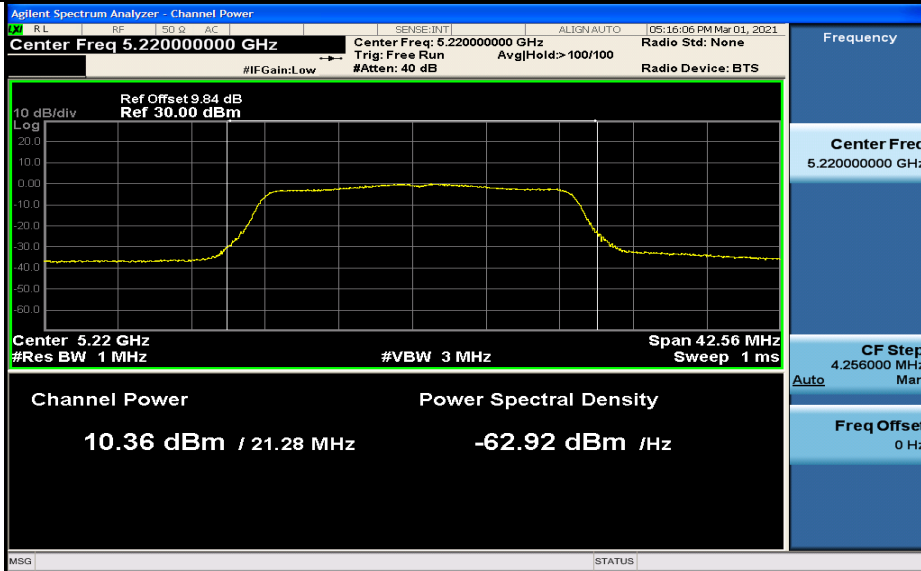 Agilent Spectrum Analyzer - Channel Power
LXI RL RF 50 Ω AC SENSE:INT ALIGN AUTO 05:16:06 PM Mar 01, 2021
Center Freq 5.220000000 GHz
Center Freq: 5.220000000 GHz
Radio Std: None
Trig: Free Run Avg|Hold:> 100/100
#IFGain:Low
#Atten: 40 dB
Radio Device: BTS
Ref Offset 9.84 dB
10 dB/div Ref 30.00 dBm
Log
20.0
10.0
0.00
-10.0
-20.0
-30.0
-40.0
-50.0
-60.0
Center 5.22 GHz
Span 42.56 MHz
#Res BW 1 MHz
#VBW 3 MHz
Sweep 1 ms
Channel Power
Power Spectral Density
10.36 dBm / 21.28 MHz
-62.92 dBm /Hz
MSG
STATUS
Frequency
Center Freq
5.220000000 GHz
CF Step
4.256000 MHz
Auto Man
Freq Offset
0 Hz